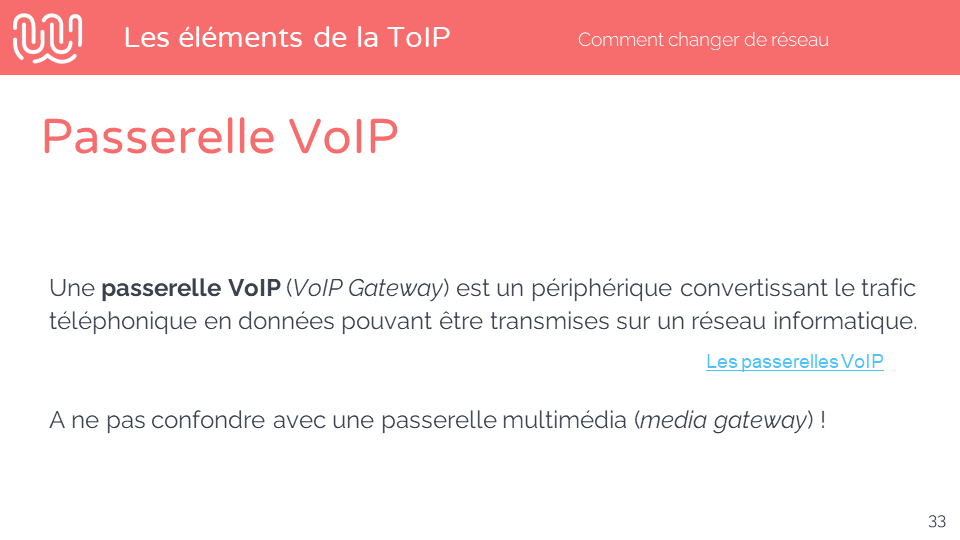 Les éléments de la ToIP
Comment changer de réseau
Passerelle VoIP
Une passerelle VoIP (VoIP Gateway) est un périphérique convertissant le trafic
téléphonique en données pouvant être transmises sur un réseau informatique.
Les passerelles VoIP
A ne pas confondre avec une passerelle multimédia (media gateway) !
33